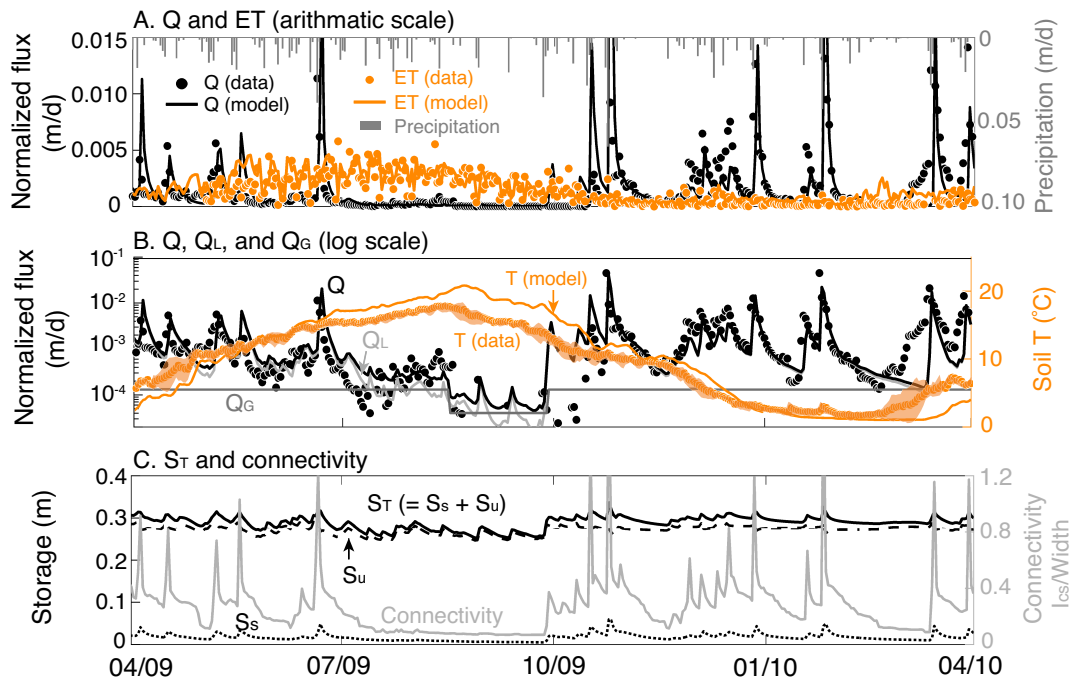 A. Q and ET (arithmatic scale)
Normalized flux
(m/d)
0.015
0.010
0.005
0
Q (data)
Q (model)
ET (data)
ET (model)
Precipitation
0
0.05
0.10
Precipitation (m/d)
B. Q, QL, and QG (log scale)
Normalized flux
(m/d)
10-1
10-2
10-3
10-4
Q
T (model)
QL
T (data)
QG
20
10
0
Soil T (°C)
C. ST and connectivity
Storage (m)
0.4
0.3
0.2
0.1
0
ST (= Ss + Su)
Su
Connectivity
Ss
1.2
0.8
0.4
0
Connectivity
lcs/Width
04/09
07/09
10/09
01/10
04/10